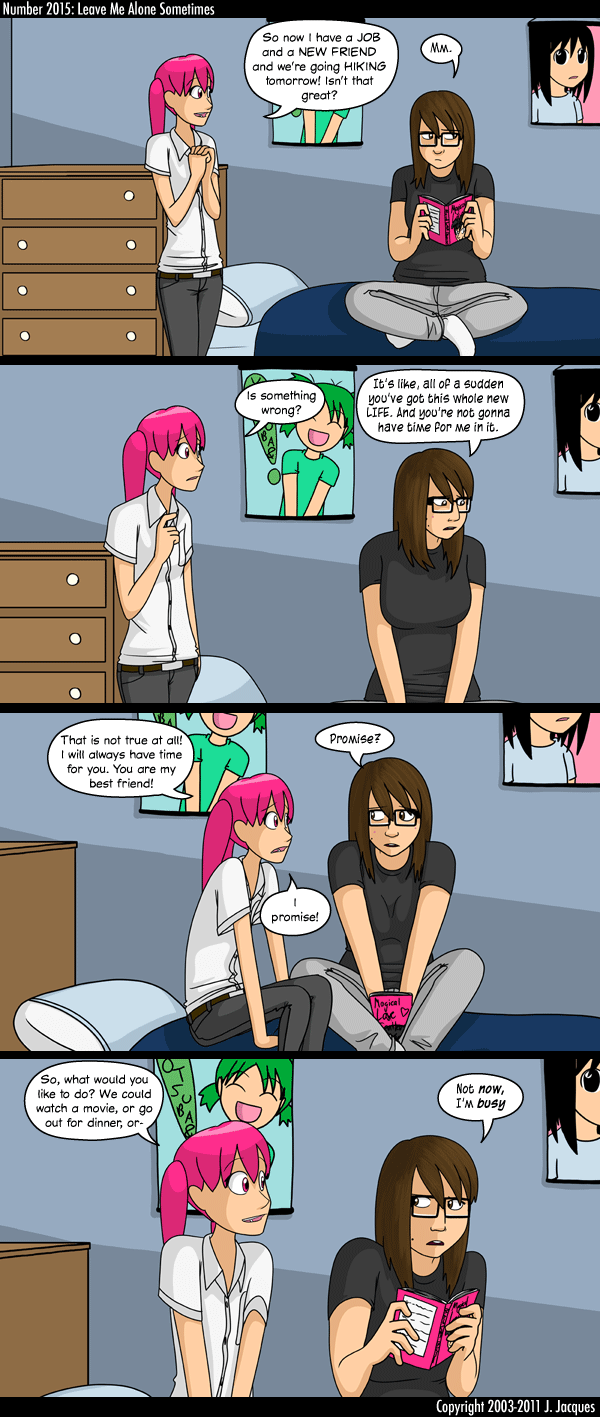 Number 2015: Leave Me Alone Sometimes
So now I have a JOB
and a NEW FRIEND
and we're going HIKING
tomorrow! Isn't that
great?
Mm.
Is something
wrong?
It's like, all of a sudden
you've got this whole new
LIFE. And you're not gonna
have time for me in it.
That is not true at all!
I will always have time
for you. You are my
best friend!
Promise?
I
promise!
Magical
Love
So, what would you
like to do? We could
watch a movie, or go
out for dinner, or-
Not now,
I'm busy
Copyright 2003-2011 J. Jacques